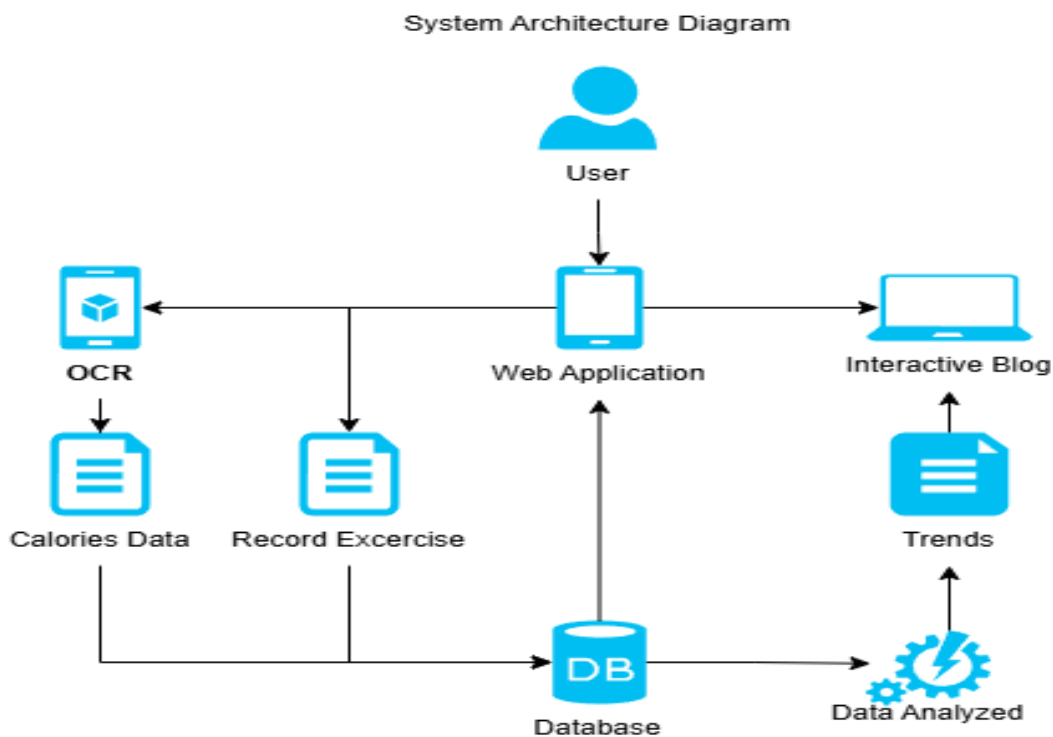 System Architecture Diagram
User
OCR
Web Application
Interactive Blog
Calories Data
Record Excercise
Trends
DB
Database
Data Analyzed